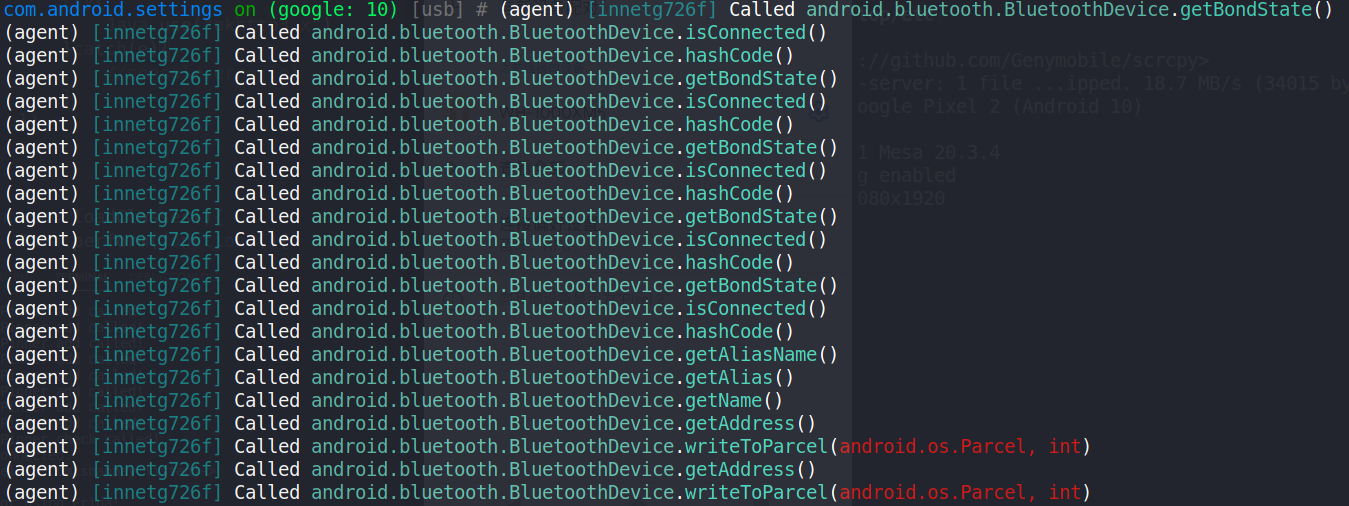 com.android.settings on (google: 10) [usb] # (agent) [innetg726f] Called android.bluetooth.BluetoothDevice.getBondState()
(agent) [innetg726f] Called android.bluetooth.BluetoothDevice.isConnected()
(agent) [innetg726f] Called android.bluetooth.BluetoothDevice.hashCode() ://github.com/Genymobile/scrcpy>
(agent) [innetg726f] Called android.bluetooth.BluetoothDevice.getBondState() -server: 1 file ...ipped. 18.7 MB/s (34015 by
(agent) [innetg726f] Called android.bluetooth.BluetoothDevice.isConnected() oogle Pixel 2 (Android 10)
(agent) [innetg726f] Called android.bluetooth.BluetoothDevice.hashCode()
(agent) [innetg726f] Called android.bluetooth.BluetoothDevice.getBondState() 1 Mesa 20.3.4
(agent) [innetg726f] Called android.bluetooth.BluetoothDevice.isConnected() g enabled
(agent) [innetg726f] Called android.bluetooth.BluetoothDevice.hashCode() 080x1920
(agent) [innetg726f] Called android.bluetooth.BluetoothDevice.getBondState()
(agent) [innetg726f] Called android.bluetooth.BluetoothDevice.isConnected()
(agent) [innetg726f] Called android.bluetooth.BluetoothDevice.hashCode()
(agent) [innetg726f] Called android.bluetooth.BluetoothDevice.getBondState()
(agent) [innetg726f] Called android.bluetooth.BluetoothDevice.isConnected()
(agent) [innetg726f] Called android.bluetooth.BluetoothDevice.hashCode()
(agent) [innetg726f] Called android.bluetooth.BluetoothDevice.getAliasName()
(agent) [innetg726f] Called android.bluetooth.BluetoothDevice.getAlias()
(agent) [innetg726f] Called android.bluetooth.BluetoothDevice.getName()
(agent) [innetg726f] Called android.bluetooth.BluetoothDevice.getAddress()
(agent) [innetg726f] Called android.bluetooth.BluetoothDevice.writeToParcel(android.os.Parcel, int)
(agent) [innetg726f] Called android.bluetooth.BluetoothDevice.getAddress()
(agent) [innetg726f] Called android.bluetooth.BluetoothDevice.writeToParcel(android.os.Parcel, int)